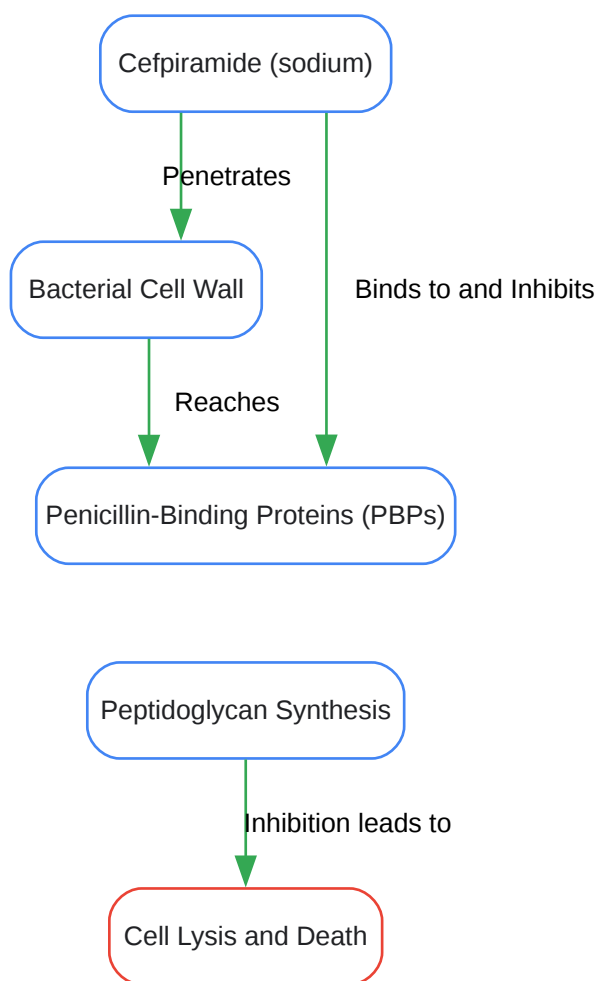 Cefpiramide (sodium)
Penetrates
Bacterial Cell Wall
Binds to and Inhibits
Reaches
Penicillin-Binding Proteins (PBPs)
Peptidoglycan Synthesis
Inhibition leads to
Cell Lysis and Death